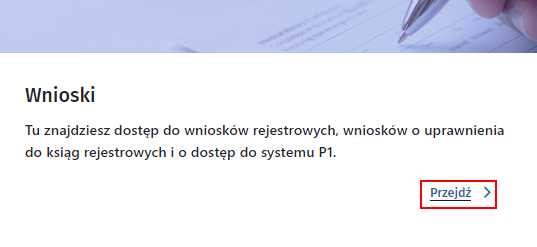 Wnioski
Tu znajdziesz dostęp do wniosków rejestrowych, wniosków o uprawnienia
do ksiąg rejestrowych i o dostęp do systemu P1.
Przejdź